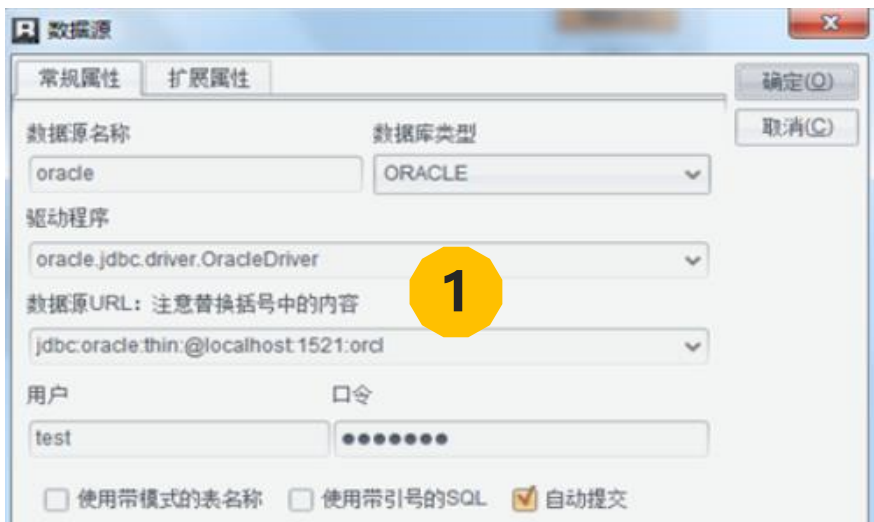 数据源
常规属性 扩展属性 确定(O)
取消(C)
数据源名称 数据库类型
oracle ORACLE
驱动程序
oracle.jdbc.driver.OracleDriver
1
数据源URL：注意替换括号中的内容
jdbc:oracle:thin:@localhost:1521:orcl
用户 口令
test ●●●●●●●
使用带模式的表名称 使用带引号的SQL 自动提交